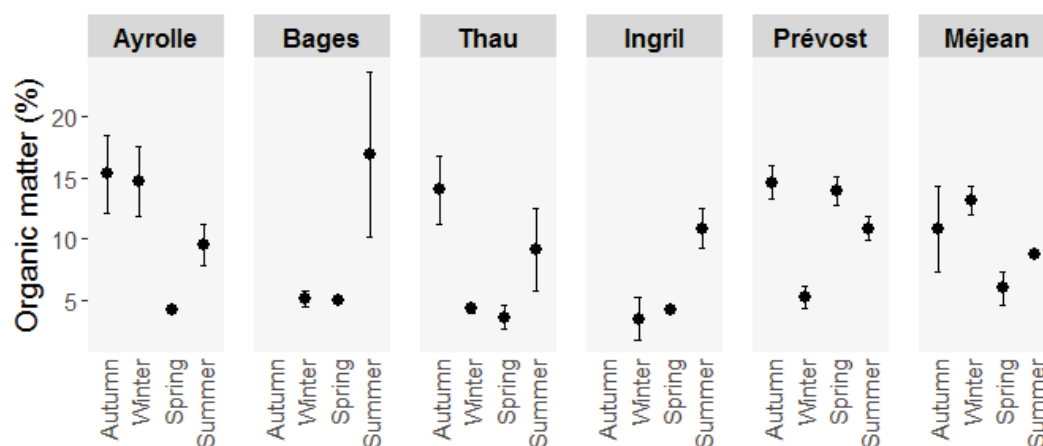 Ayrolle Bages Thau Ingril Prévost Méjean
Organic matter (%)
20
15
10
5
Autumn Winter Spring Summer Autumn Winter Spring Summer Autumn Winter Spring Summer Autumn Winter Spring Summer Autumn Winter Spring Summer Autumn Winter Spring Summer